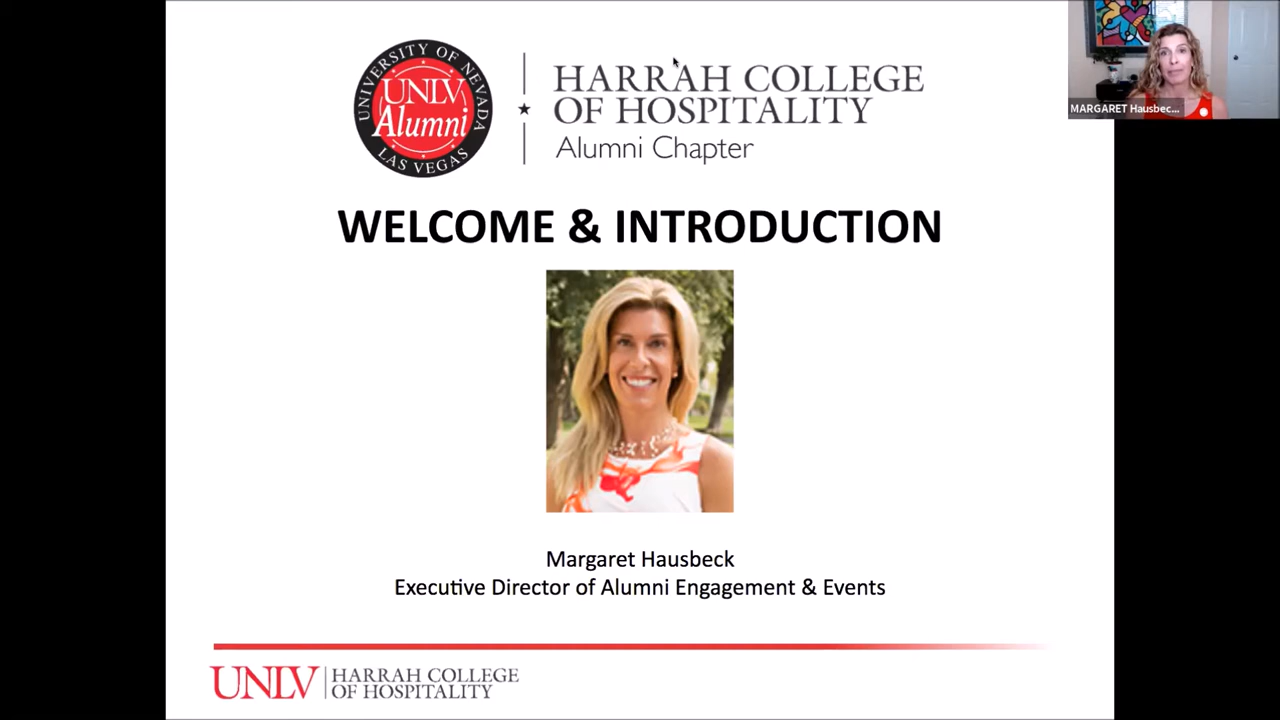 UNIVERSITY OF NEVADA
UNLV
Alumni
LAS VEGAS
HARRAH COLLEGE
OF HOSPITALITY
Alumni Chapter
MARGARET Hausbec...
WELCOME & INTRODUCTION
Margaret Hausbeck
Executive Director of Alumni Engagement & Events
UNLV
HARRAH COLLEGE
OF HOSPITALITY